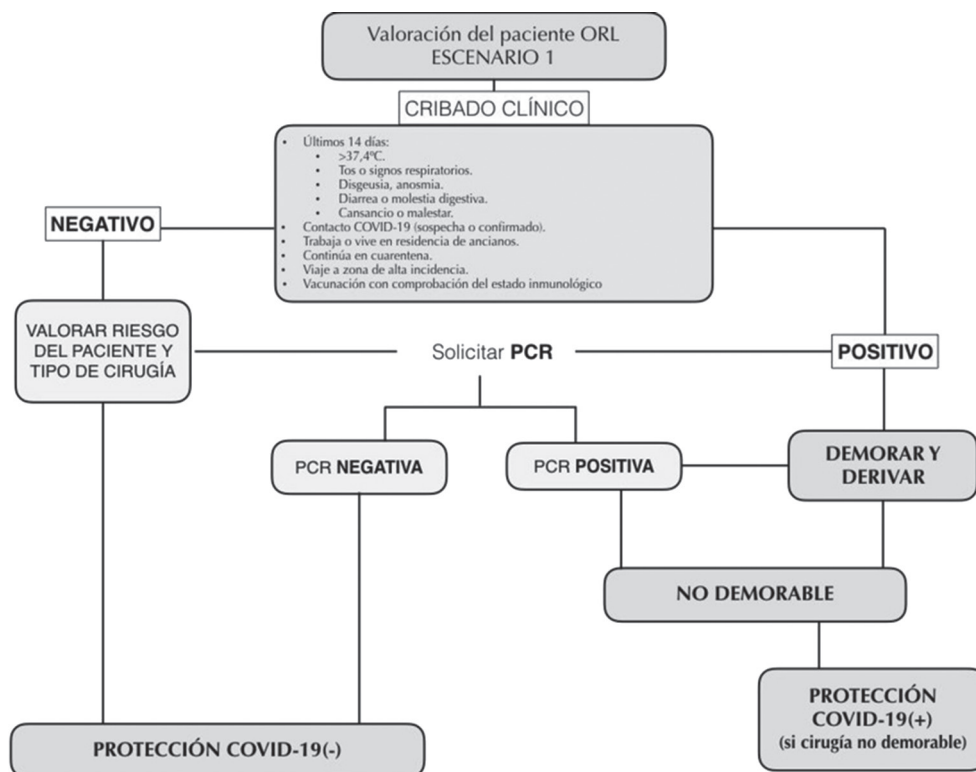 Valoración del paciente ORL
ESCENARIO 1
CRIBADO CLÍNICO
• Últimos 14 días:
• >37,4ºC.
• Tos o signos respiratorios.
• Disgeusia, anosmia.
• Diarrea o molestia digestiva.
• Cansancio o malestar.
• Contacto COVID-19 (sospecha o confirmado).
• Trabaja o vive en residencia de ancianos.
• Continúa en cuarentena.
• Viaje a zona de alta incidencia.
• Vacunación con comprobación del estado inmunológico
NEGATIVO
VALORAR RIESGO
DEL PACIENTE Y
TIPO DE CIRUGÍA
Solicitar PCR
POSITIVO
PCR NEGATIVA
PCR POSITIVA
DEMORAR Y
DERIVAR
NO DEMORABLE
PROTECCIÓN
COVID-19(+)
(si cirugía no demorable)
PROTECCIÓN COVID-19(-)